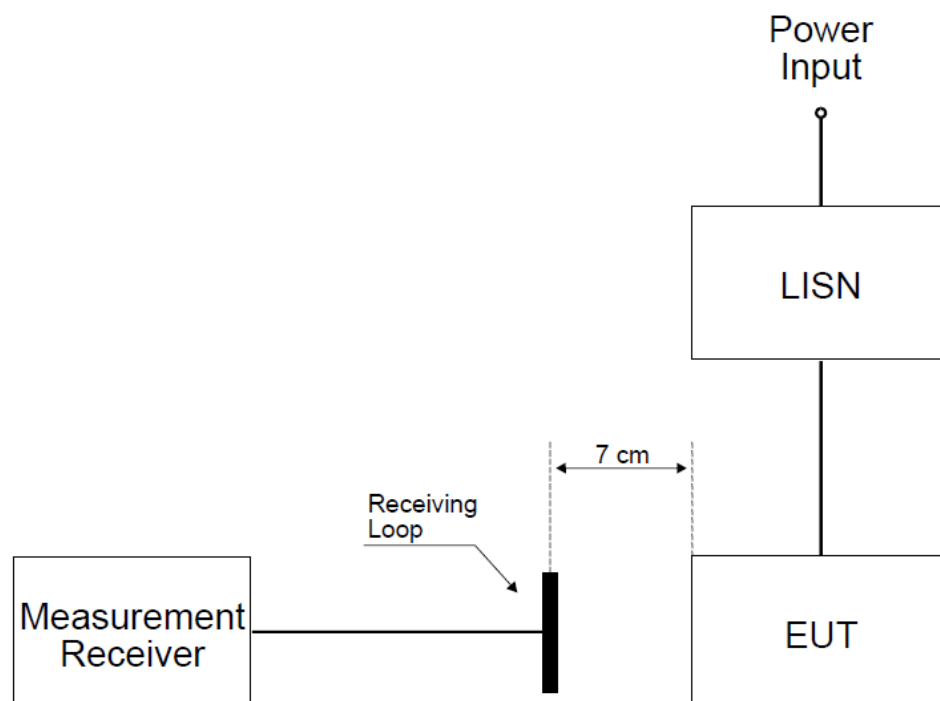 Power
Input
LISN
7 cm
Receiving
Loop
Measurement
Receiver
EUT